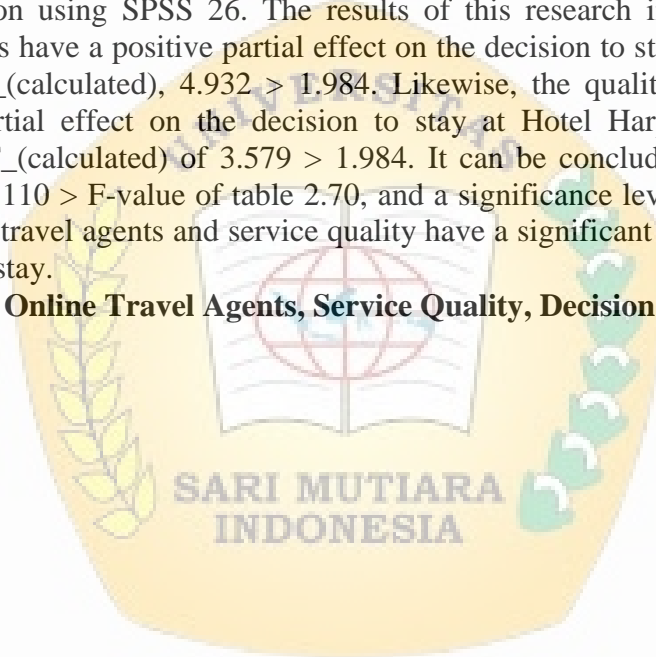 on using SPSS 26. The results of this research i
s have a positive partial effect on the decision to st
_(calculated), 4.932 > 1.984. Likewise, the qualit
rtial effect on the decision to stay at Hotel Har
_(calculated) of 3.579 > 1.984. It can be conclud
110 > F-value of table 2.70, and a significance lev
travel agents and service quality have a significant
stay.
Online Travel Agents, Service Quality, Decision
UNIVERSITAS
SARI MUTIARA
INDONESIA